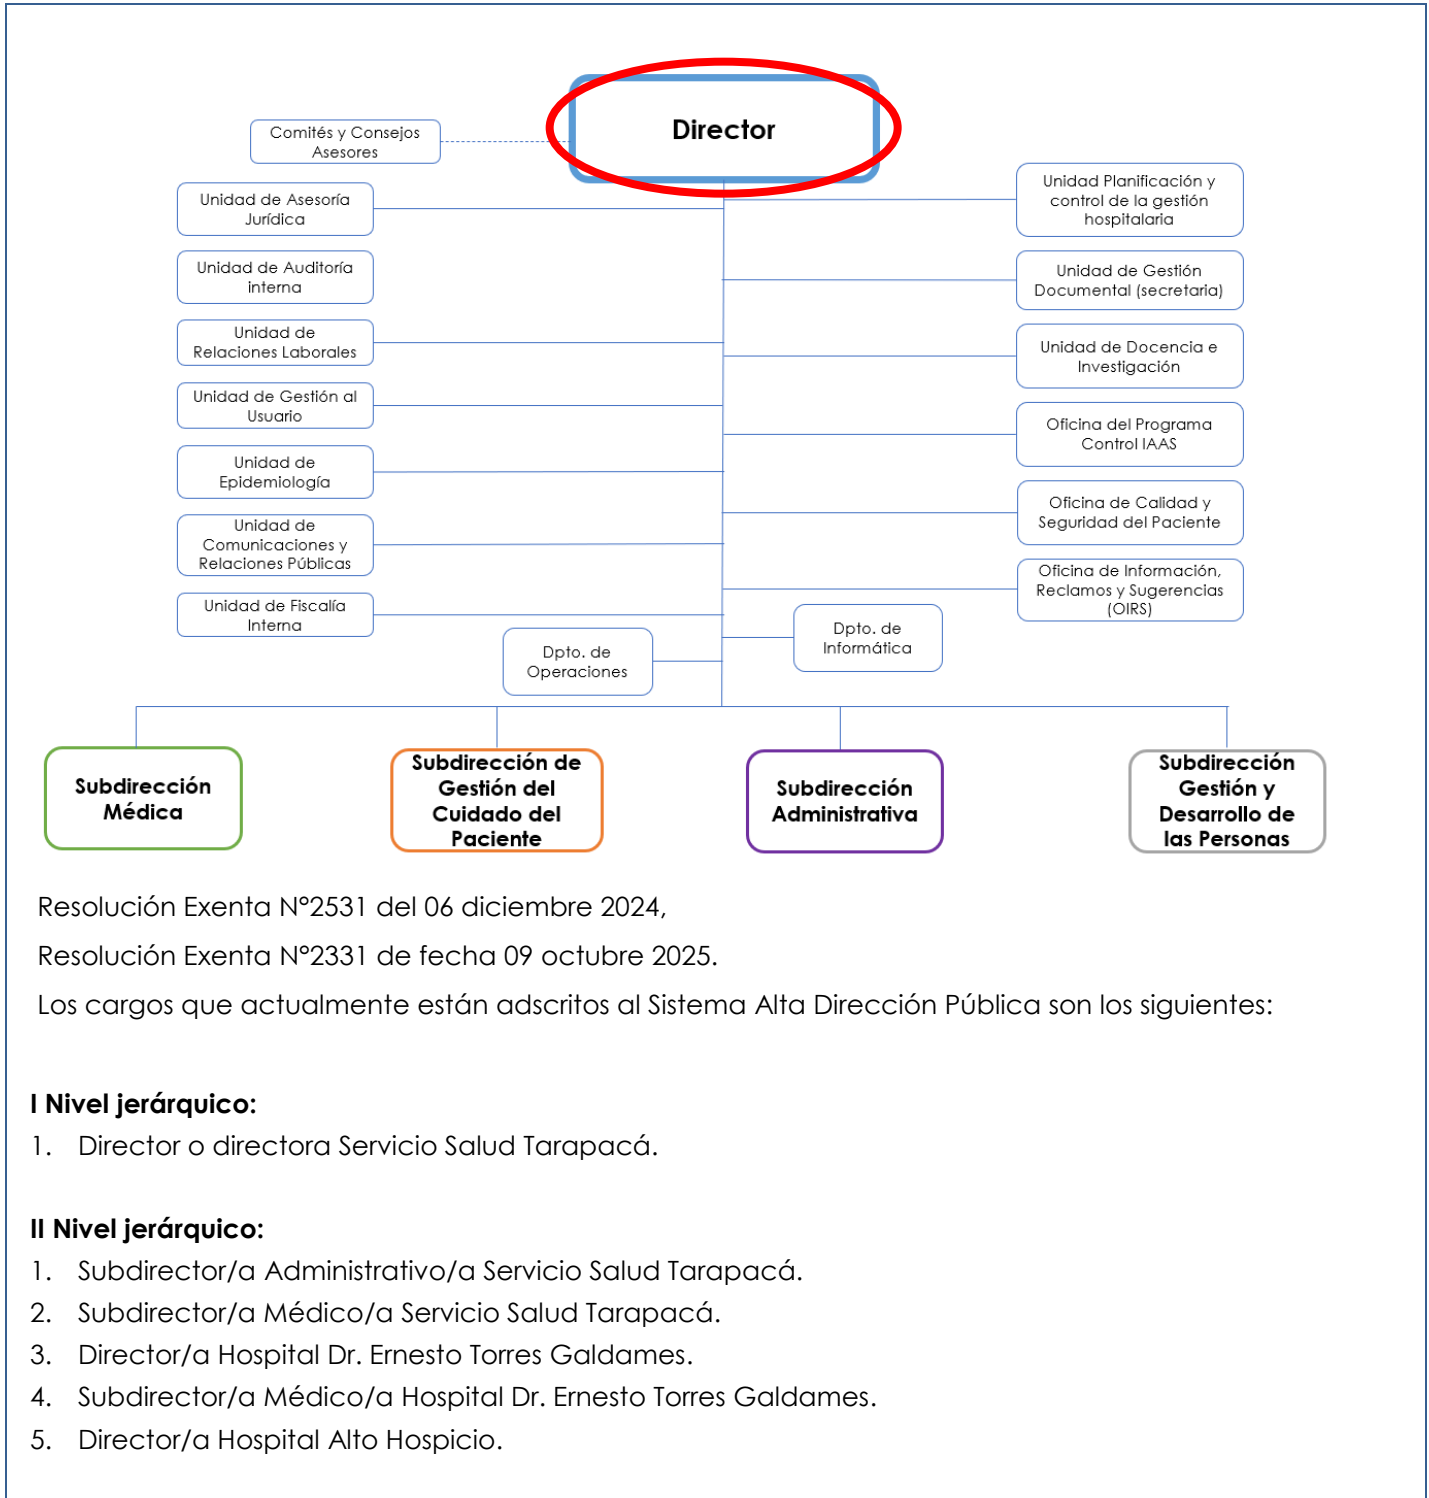 Director
Comités y Consejos
Asesores
Unidad de Asesoría
Jurídica
Unidad de Auditoría
interna
Unidad de
Relaciones Laborales
Unidad de Gestión al
Usuario
Unidad de
Epidemiología
Unidad de
Comunicaciones y
Relaciones Públicas
Unidad de Fiscalía
Interna
Unidad Planificación y
control de la gestión
hospitalaria
Unidad de Gestión
Documental (secretaria)
Unidad de Docencia e
Investigación
Oficina del Programa
Control IAAS
Oficina de Calidad y
Seguridad del Paciente
Oficina de Información,
Reclamos y Sugerencias
(OIRS)
Dpto. de
Operaciones
Dpto. de
Informática
Subdirección
Médica
Subdirección de
Gestión del
Cuidado del
Paciente
Subdirección
Administrativa
Subdirección
Gestión y
Desarrollo de
las Personas
Resolución Exenta N°2531 del 06 diciembre 2024,
Resolución Exenta N°2331 de fecha 09 octubre 2025.
Los cargos que actualmente están adscritos al Sistema Alta Dirección Pública son los siguientes:
I Nivel jerárquico:
1. Director o directora Servicio Salud Tarapacá.
II Nivel jerárquico:
1. Subdirector/a Administrativo/a Servicio Salud Tarapacá.
2. Subdirector/a Médico/a Servicio Salud Tarapacá.
3. Director/a Hospital Dr. Ernesto Torres Galdames.
4. Subdirector/a Médico/a Hospital Dr. Ernesto Torres Galdames.
5. Director/a Hospital Alto Hospicio.